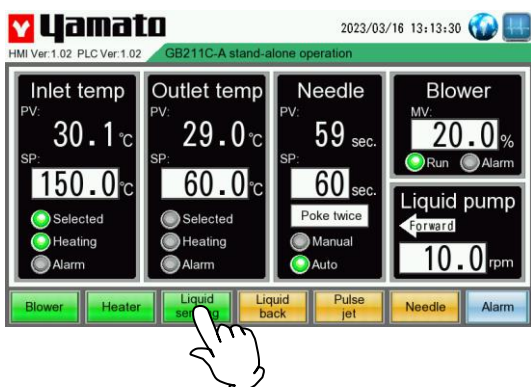 Yamato
2023/03/16 13:13:30
HMI Ver:1.02 PLC Ver:1.02
GB211C-A stand-alone operation
Inlet temp
PV:
30.1℃
SP:
150.0℃
Selected
Heating
Alarm
Outlet temp
PV:
29.0℃
SP:
60.0℃
Selected
Heating
Alarm
Needle
PV:
59 sec.
SP:
60 sec.
Poke twice
Manual
Auto
Blower
MV:
20.0%
Run Alarm
Liquid pump
Forward
10.0 rpm
Blower
Heater
Liquid
Liquid
back
Pulse
jet
Needle
Alarm